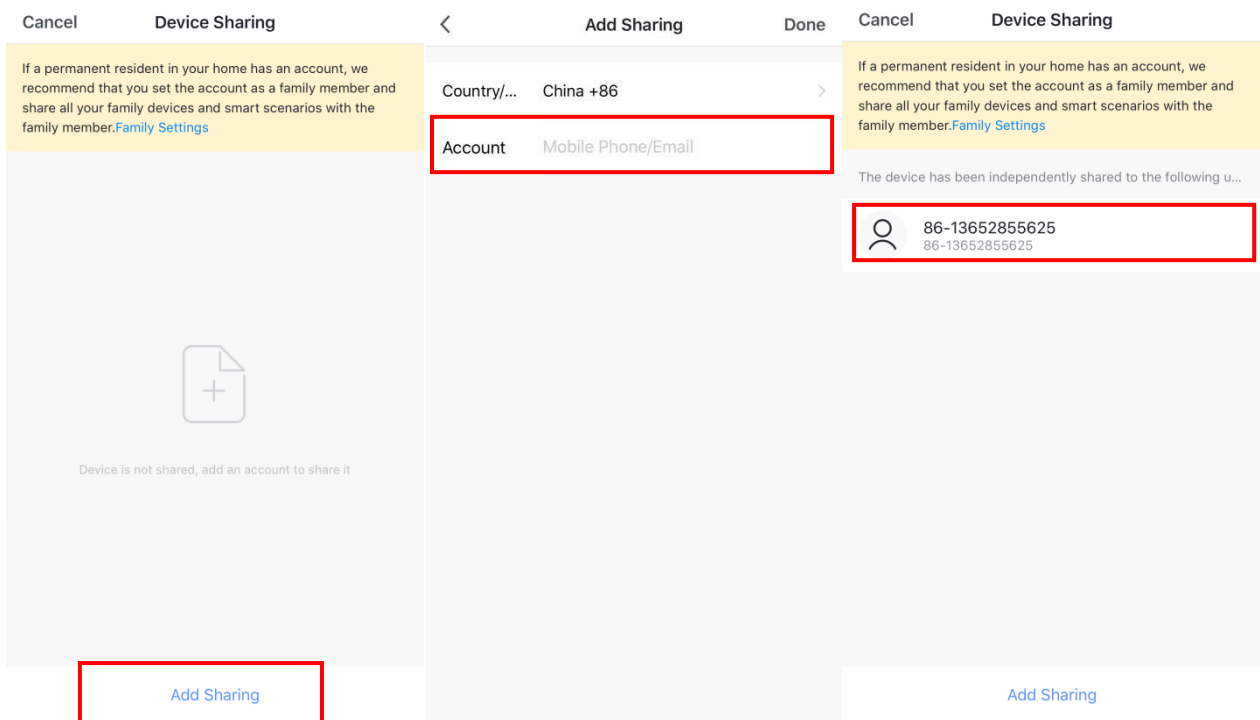 Cancel Device Sharing
If a permanent resident in your home has an account, we
recommend that you set the account as a family member and
share all your family devices and smart scenarios with the
family member.Family Settings
Device is not shared, add an account to share it
Add Sharing
Add Sharing Done
Country/... China +86
Account Mobile Phone/Email
Cancel Device Sharing
If a permanent resident in your home has an account, we
recommend that you set the account as a family member and
share all your family devices and smart scenarios with the
family member.Family Settings
The device has been independently shared to the following u...
86-13652855625
86-13652855625
Add Sharing